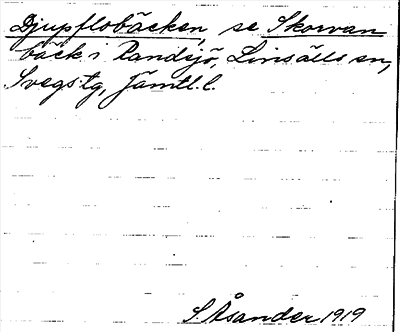 Djupflobäcken, se Skorvan
bäck i Randsjö, Linsälls sn,
Svegs tg, Jämtl. l.
S. Åsander 1919